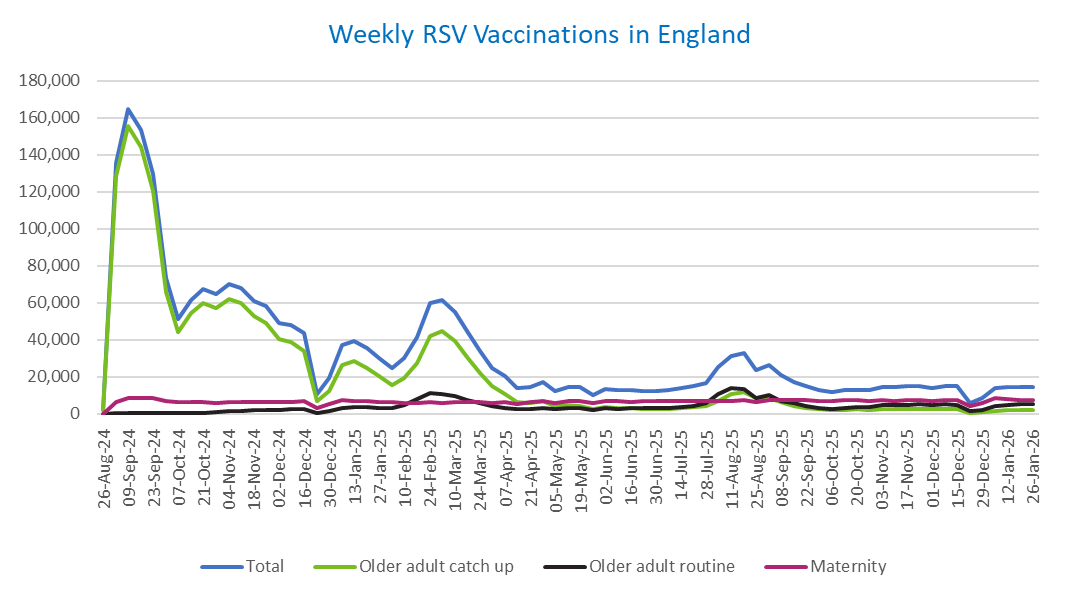 Weekly RSV Vaccinations in England
180,000
160,000
140,000
120,000
100,000
80,000
60,000
40,000
20,000
0
26-Aug-24
09-Sep-24
23-Sep-24
07-Oct-24
21-Oct-24
04-Nov-24
18-Nov-24
02-Dec-24
16-Dec-24
30-Dec-24
13-Jan-25
27-Jan-25
10-Feb-25
24-Feb-25
10-Mar-25
24-Mar-25
07-Apr-25
21-Apr-25
05-May-25
19-May-25
02-Jun-25
16-Jun-25
30-Jun-25
14-Jul-25
28-Jul-25
11-Aug-25
25-Aug-25
08-Sep-25
22-Sep-25
06-Oct-25
20-Oct-25
03-Nov-25
17-Nov-25
01-Dec-25
15-Dec-25
29-Dec-25
12-Jan-26
26-Jan-26
Total Older adult catch up Older adult routine Maternity